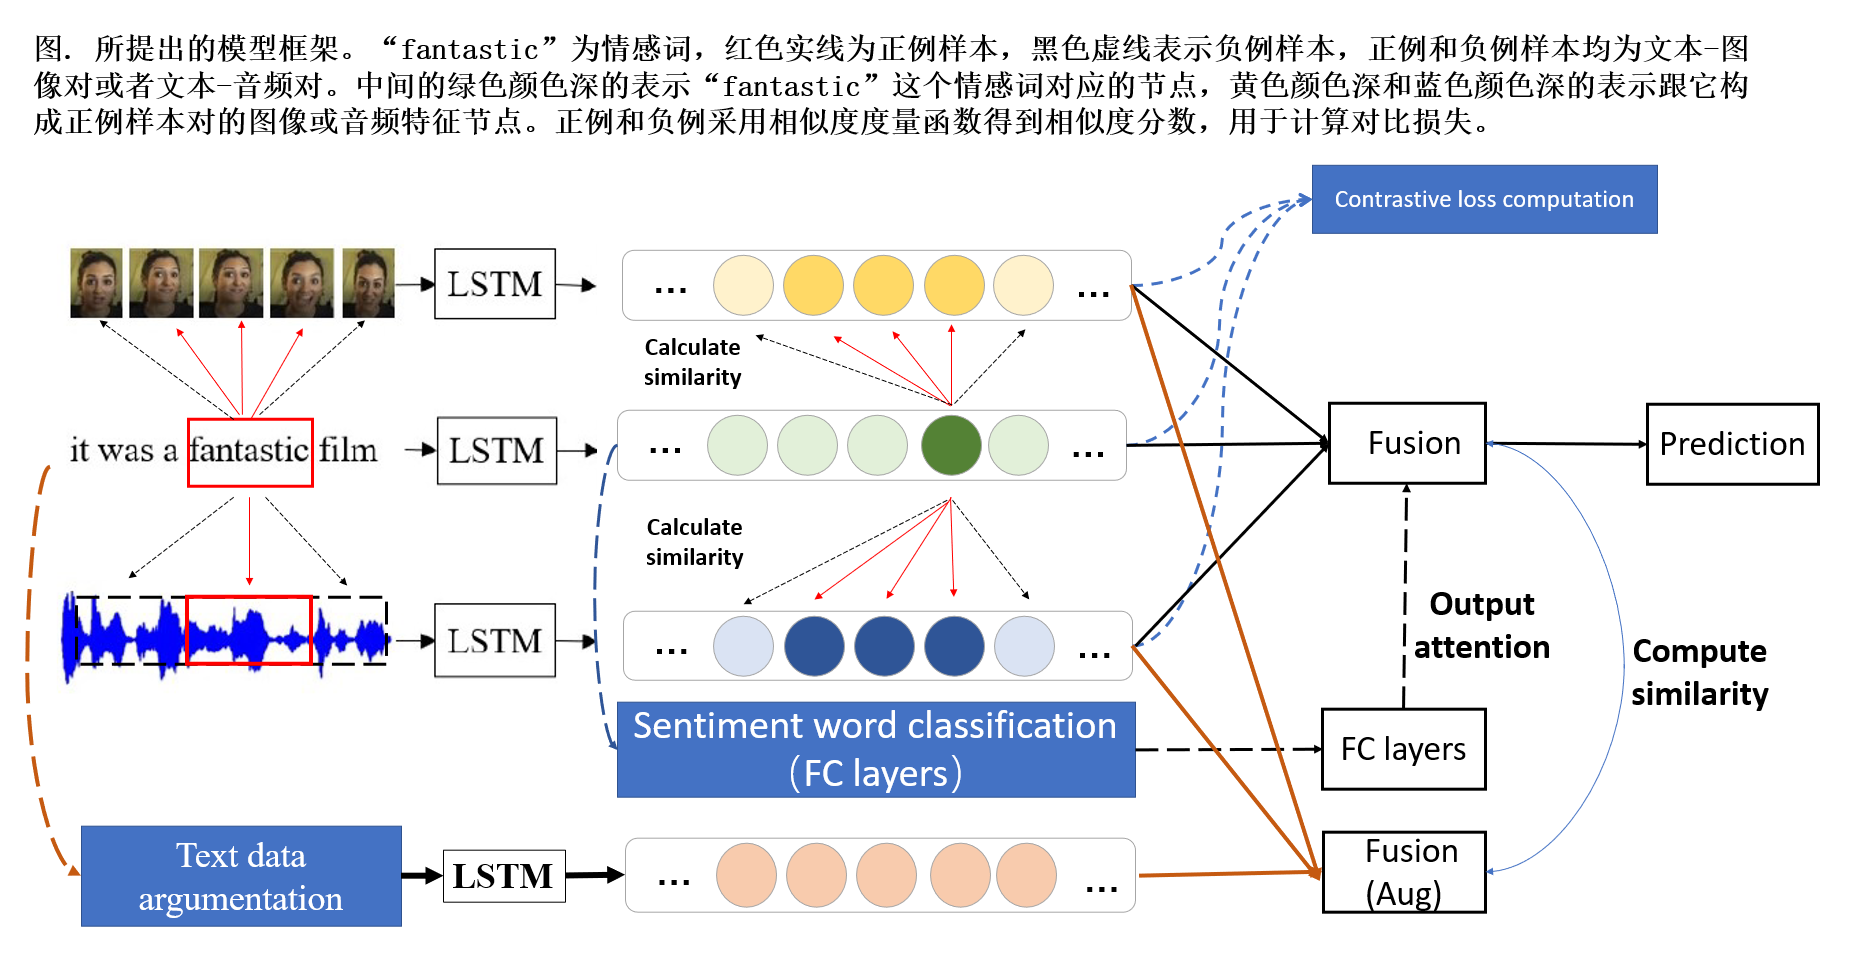 图. 所提出的模型框架。“fantastic”为情感词，红色实线为正例样本，黑色虚线表示负例样本，正例和负例样本均为文本-图
像对或者文本-音频对。中间的绿色颜色深的表示“fantastic”这个情感词对应的节点，黄色颜色深和蓝色颜色深的表示跟它构
成正例样本对的图像或音频特征节点。正例和负例采用相似度度量函数得到相似度分数，用于计算对比损失。
Contrastive loss computation
LSTM
...
...
Calculate
similarity
it was a fantastic film
LSTM
...
...
Fusion
Prediction
Calculate
similarity
Output
attention
LSTM
...
...
Compute
similarity
Sentiment word classification
（FC layers）
FC layers
Text data
argumentation
LSTM
...
...
Fusion
(Aug)